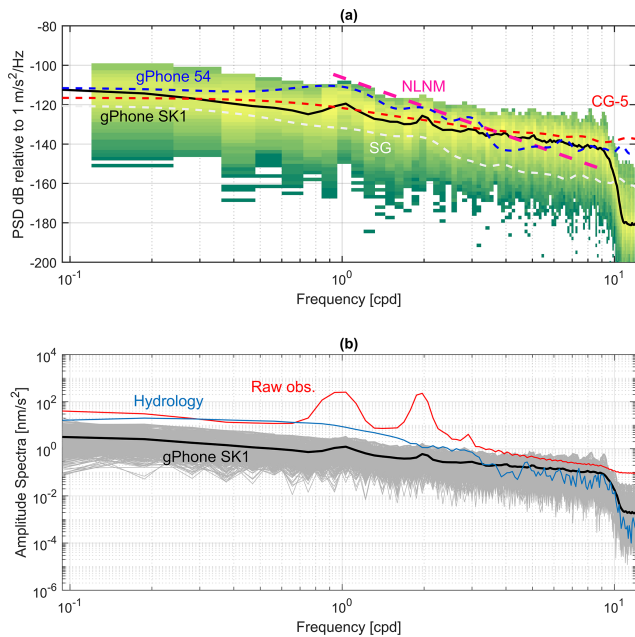 (a)
-80
-100
-120
-140
-160
-180
-200
PSD dB relative to 1 m/s²/Hz
gPhone 54
NLNM
CG-5
gPhone SK1
SG
10⁻¹
10⁰
10¹
Frequency [cpd]
(b)
10⁴
10²
10⁰
10⁻²
10⁻⁴
10⁻⁶
Amplitude Spectra [nm/s²]
Raw obs.
Hydrology
gPhone SK1
10⁻¹
10⁰
10¹
Frequency [cpd]